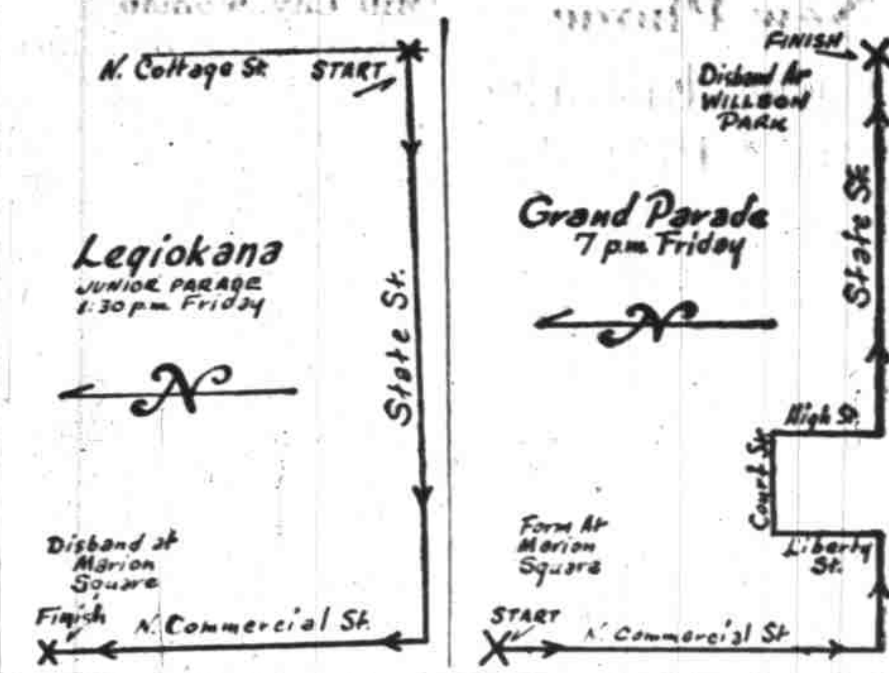 N. Cottage St.
START
Legiokana
JUNIOR PARADE
1:30 p.m. Friday
State St.
N
Disband at
Marion
Square
Finish
N. Commercial St.
FINISH
Disband At
WILLSON
PARK
Grand Parade
7 p.m. Friday
State St
N
High St.
Court St
Liberty
St.
Form At
Marion
Square
START
N. Commercial St.